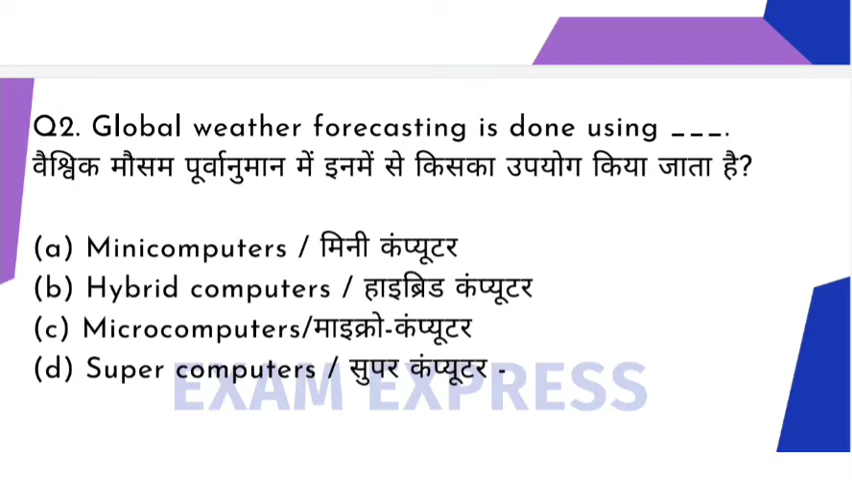 Q2. Global weather forecasting is done using ___.
वैश्विक मौसम पूर्वानुमान में इनमें से किसका उपयोग किया जाता है?
(a) Minicomputers / मिनी कंप्यूटर
(b) Hybrid computers / हाइब्रिड कंप्यूटर
(c) Microcomputers/माइक्रो-कंप्यूटर
(d) Super computers / सुपर कंप्यूटर -
EXAM EXPRESS